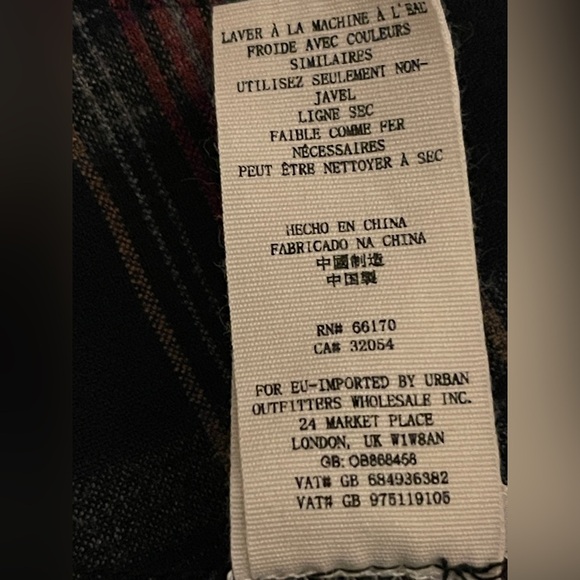 LAVER À LA MACHINE À L'EAU
FROIDE AVEC COULEURS
SIMILAIRES
UTILISEZ SEULEMENT NON-
JAVEL
LIGNE SEC
FAIBLE COMME FER
NÉCESSAIRES
PEUT ÊTRE NETTOYER À SEC
HECHO EN CHINA
FABRICADO NA CHINA
中國制造
中国製
RN# 66170
CA# 32054
FOR EU-IMPORTED BY URBAN
OUTFITTERS WHOLESALE INC.
24 MARKET PLACE
LONDON, UK W1W8AN
GB: OB868456
VAT# GB 684936382
VAT# GB 975119105